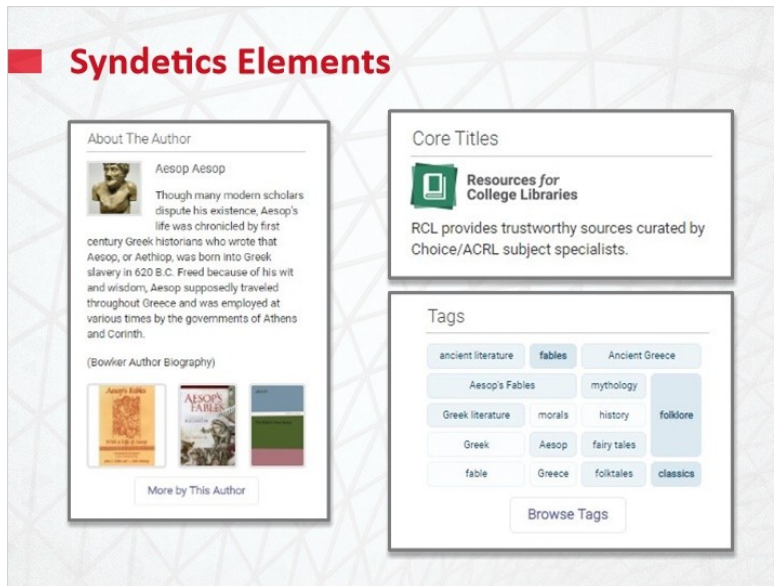 Syndetics Elements
About The Author
Aesop Aesop
Though many modern scholars
dispute his existence, Aesop's
life was chronicled by first
century Greek historians who wrote that
Aesop, or Aethiop, was born into Greek
slavery in 620 B.C. Freed because of his wit
and wisdom, Aesop supposedly traveled
throughout Greece and was employed at
various times by the governments of Athens
and Corinth.
(Bowker Author Biography)
Aesop's Fables
With a Life of Aesop
AESOP'S
FABLES
More by This Author
Core Titles
Resources for
College Libraries
RCL provides trustworthy sources curated by
Choice/ACRL subject specialists.
Tags
ancient literature fables Ancient Greece
Aesop's Fables mythology
Greek literature morals history folklore
Greek Aesop fairy tales
fable Greece folktales classics
Browse Tags